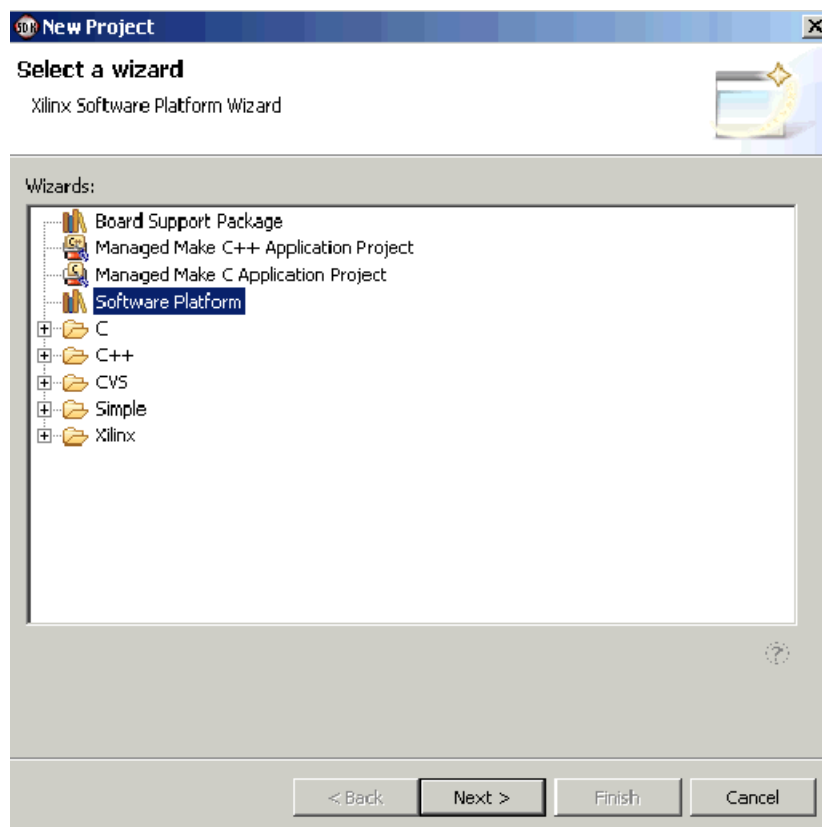 SDK New Project
Select a wizard
Xilinx Software Platform Wizard
Wizards:
Board Support Package
Managed Make C++ Application Project
Managed Make C Application Project
Software Platform
C
C++
CVS
Simple
Xilinx
< Back Next > Finish Cancel